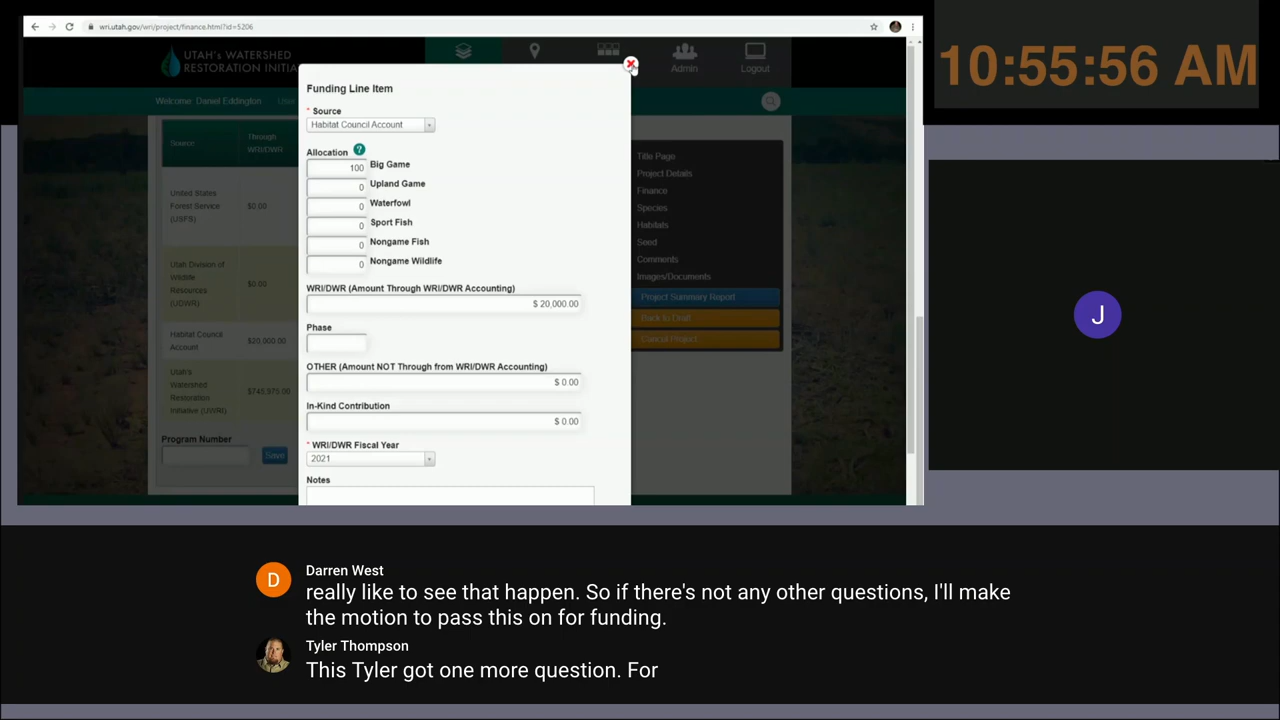 wri.utah.gov/wri/project/finance.html?id=5206
10:55:56 AM
UTAH'S WATERSHED
RESTORATION INITIA
Admin
Logout
Welcome: Daniel Eddington
Source
Through
WRI/DWR
United States
Forest Service
(USFS)
$0.00
Utah Division of
Wildlife
Resources
(UDWR)
$0.00
Habitat Council
Account
$20,000.00
Utah's
Watershed
Restoration
Initiative (UWRI)
$745,975.00
Program Number
Save
Funding Line Item
* Source
Habitat Council Account
Allocation ?
100 Big Game
0 Upland Game
0 Waterfowl
0 Sport Fish
0 Nongame Fish
0 Nongame Wildlife
WRI/DWR (Amount Through WRI/DWR Accounting)
$ 20,000.00
Phase
OTHER (Amount NOT Through from WRI/DWR Accounting)
$ 0.00
In-Kind Contribution
$ 0.00
* WRI/DWR Fiscal Year
2021
Notes
Title Page
Project Details
Finance
Species
Habitats
Seed
Comments
Images/Documents
Project Summary Report
Back to Draft
Cancel Project
J
D
Darren West
really like to see that happen. So if there's not any other questions, I'll make
the motion to pass this on for funding.
Tyler Thompson
This Tyler got one more question. For